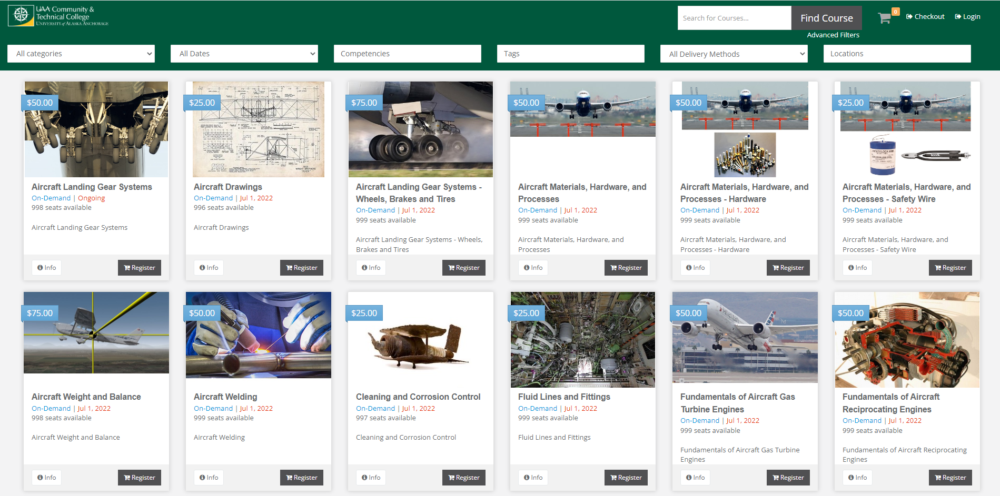 UAA Community &
Technical College
UNIVERSITY of ALASKA ANCHORAGE
Search for Courses...
Find Course
0
Checkout
Login
Advanced Filters
All categories
All Dates
Competencies
Tags
All Delivery Methods
Locations
$50.00
Aircraft Landing Gear Systems
On-Demand | Ongoing
998 seats available
Aircraft Landing Gear Systems
Info
Register
$25.00
Aircraft Drawings
On-Demand | Jul 1, 2022
996 seats available
Aircraft Drawings
Info
Register
$75.00
Aircraft Landing Gear Systems -
Wheels, Brakes and Tires
On-Demand | Jul 1, 2022
999 seats available
Aircraft Landing Gear Systems - Wheels,
Brakes and Tires
Info
Register
$50.00
Aircraft Materials, Hardware, and
Processes
On-Demand | Jul 1, 2022
999 seats available
Aircraft Materials, Hardware, and
Processes
Info
Register
$50.00
Aircraft Materials, Hardware, and
Processes - Hardware
On-Demand | Jul 1, 2022
999 seats available
Aircraft Materials, Hardware, and
Processes - Hardware
Info
Register
$25.00
Aircraft Materials, Hardware, and
Processes - Safety Wire
On-Demand | Jul 1, 2022
999 seats available
Aircraft Materials, Hardware, and
Processes - Safety Wire
Info
Register
$75.00
Aircraft Weight and Balance
On-Demand | Jul 1, 2022
998 seats available
Aircraft Weight and Balance
Info
Register
$50.00
Aircraft Welding
On-Demand | Jul 1, 2022
999 seats available
Aircraft Welding
Info
Register
$25.00
Cleaning and Corrosion Control
On-Demand | Jul 1, 2022
997 seats available
Cleaning and Corrosion Control
Info
Register
$25.00
Fluid Lines and Fittings
On-Demand | Jul 1, 2022
999 seats available
Fluid Lines and Fittings
Info
Register
$50.00
Fundamentals of Aircraft Gas
Turbine Engines
On-Demand | Jul 1, 2022
999 seats available
Fundamentals of Aircraft Gas Turbine
Engines
Info
Register
$50.00
Fundamentals of Aircraft
Reciprocating Engines
On-Demand | Jul 1, 2022
999 seats available
Fundamentals of Aircraft Reciprocating
Engines
Info
Register